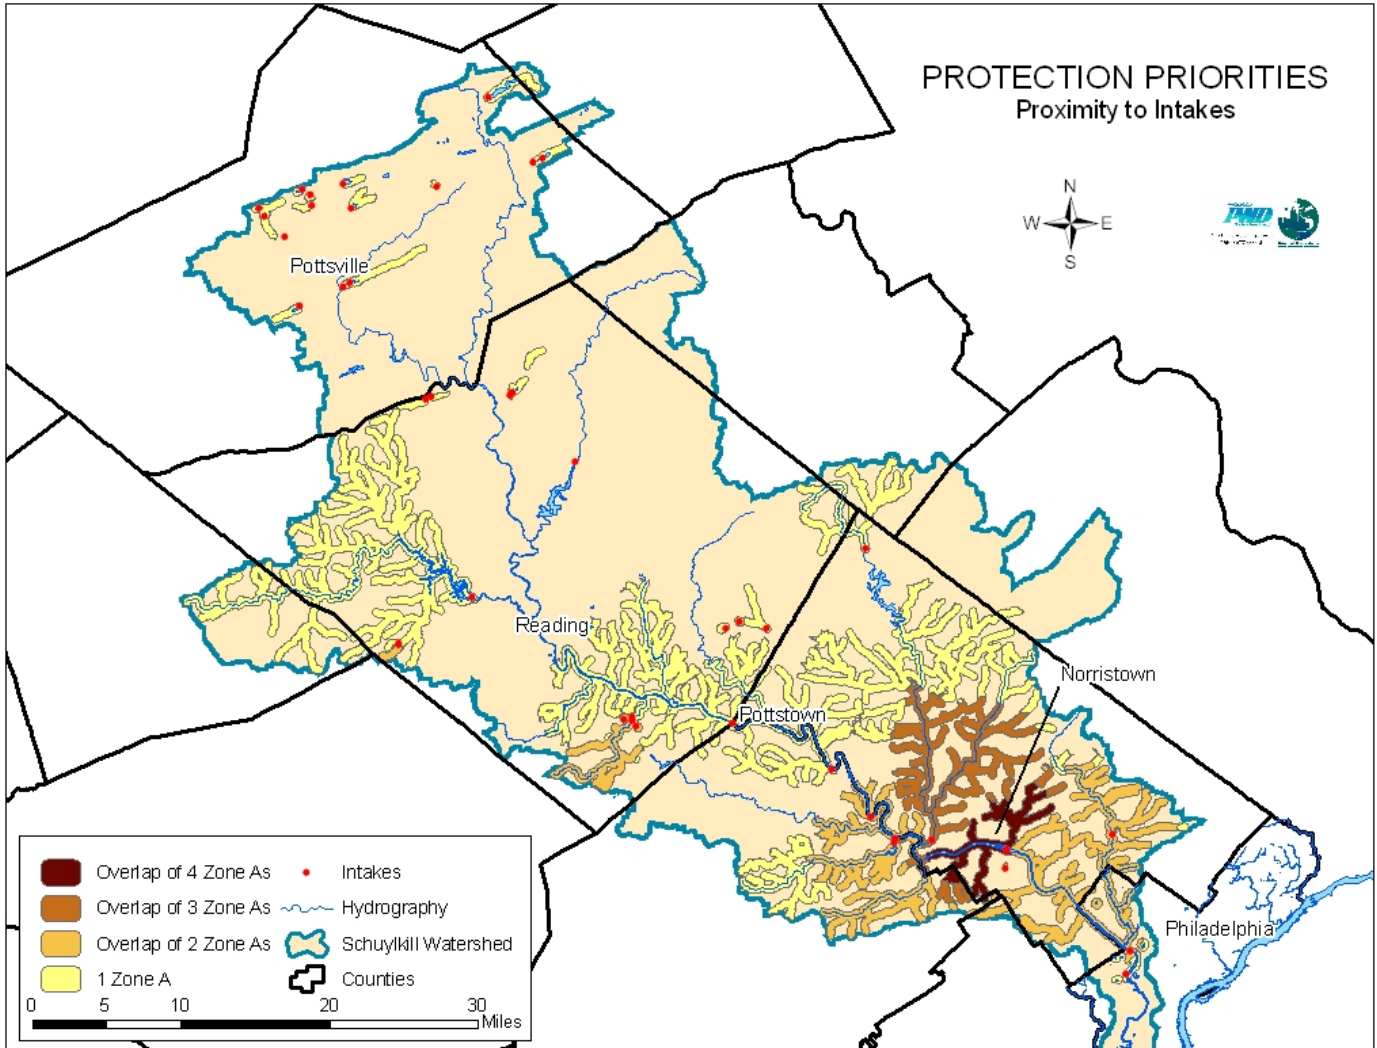 PROTECTION PRIORITIES
Proximity to Intakes
N
W E
S
PWD
Pottsville
Reading
Pottstown
Norristown
Philadelphia
Overlap of 4 Zone As
Intakes
Overlap of 3 Zone As
Hydrography
Overlap of 2 Zone As
Schuylkill Watershed
1 Zone A
Counties
0 5 10 20 30
Miles